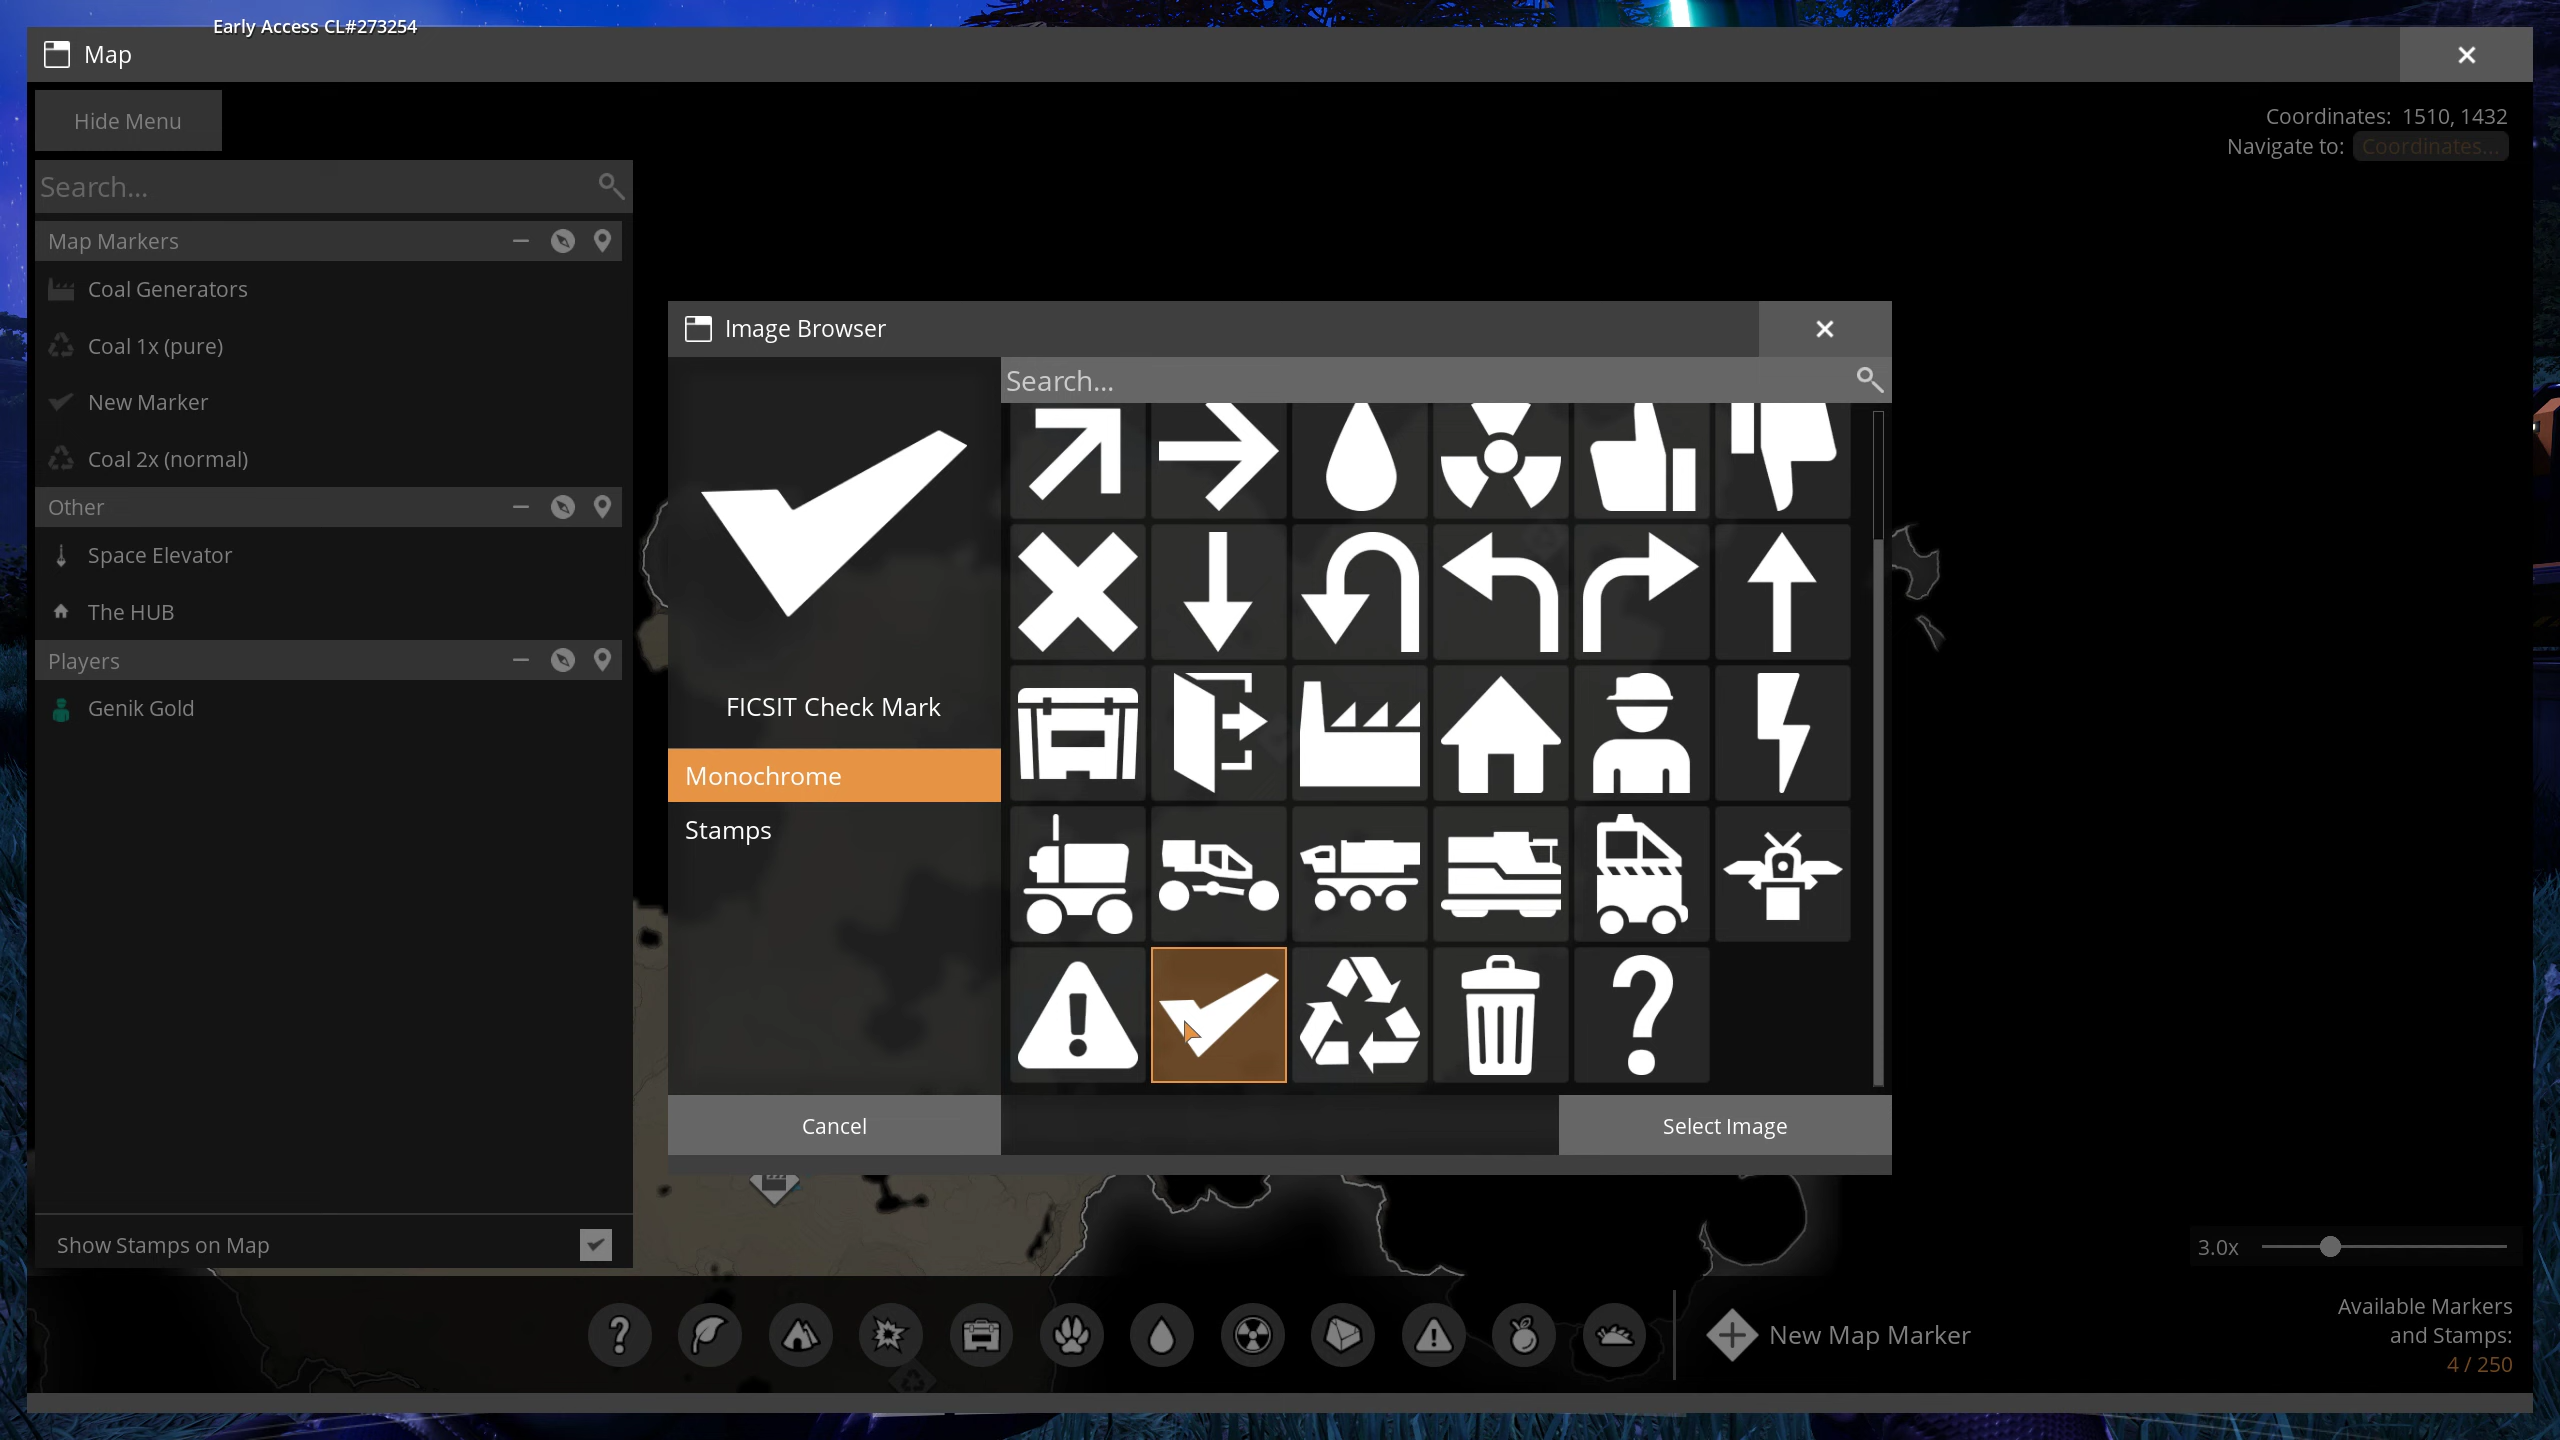 Early Access CL#273254
Map
Hide Menu
Coordinates: 1510, 1432
Navigate to: Coordinates...
Search...
Map Markers
Coal Generators
Coal 1x (pure)
New Marker
Coal 2x (normal)
Other
Space Elevator
The HUB
Players
Genik Gold
Show Stamps on Map
Image Browser
Search...
FICSIT Check Mark
Monochrome
Stamps
Cancel
Select Image
3.0x
New Map Marker
Available Markers
and Stamps:
4 / 250